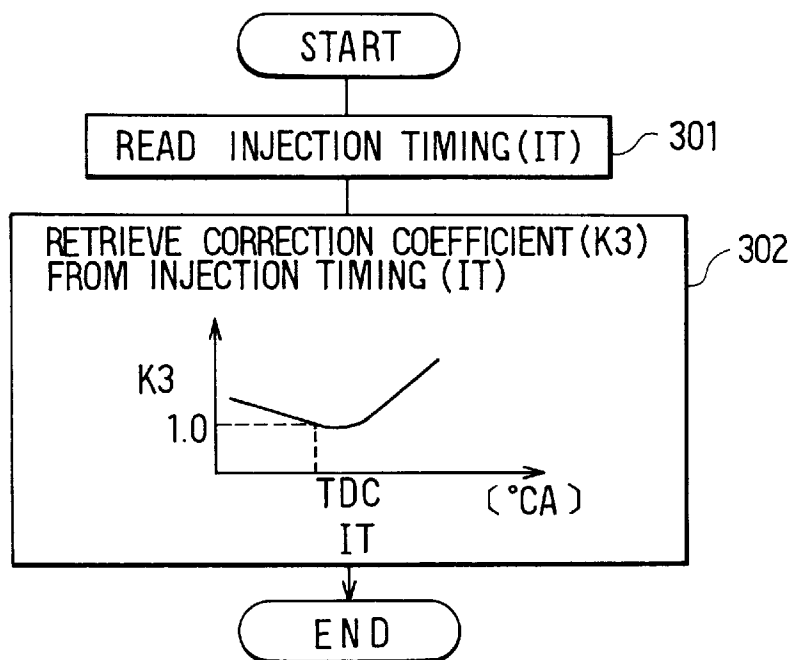 START
READ INJECTION TIMING(IT)
301
RETRIEVE CORRECTION COEFFICIENT(K3)
FROM INJECTION TIMING (IT)
302
K3
1.0
TDC
(°CA)
IT
END